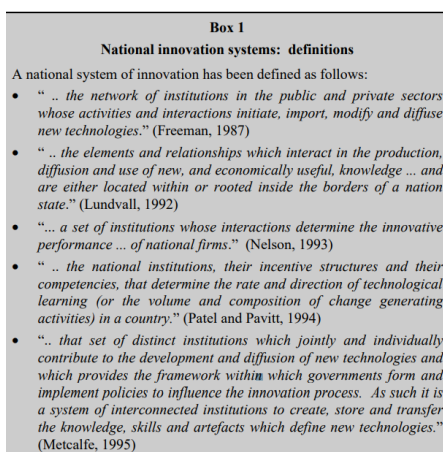 Box 1
National innovation systems: definitions
A national system of innovation has been defined as follows:
• “ .. the network of institutions in the public and private sectors
whose activities and interactions initiate, import, modify and diffuse
new technologies.” (Freeman, 1987)
• “ .. the elements and relationships which interact in the production,
diffusion and use of new, and economically useful, knowledge ... and
are either located within or rooted inside the borders of a nation
state.” (Lundvall, 1992)
• “... a set of institutions whose interactions determine the innovative
performance ... of national firms.” (Nelson, 1993)
• “ .. the national institutions, their incentive structures and their
competencies, that determine the rate and direction of technological
learning (or the volume and composition of change generating
activities) in a country.” (Patel and Pavitt, 1994)
• “.. that set of distinct institutions which jointly and individually
contribute to the development and diffusion of new technologies and
which provides the framework within which governments form and
implement policies to influence the innovation process. As such it is
a system of interconnected institutions to create, store and transfer
the knowledge, skills and artefacts which define new technologies.”
(Metcalfe, 1995)